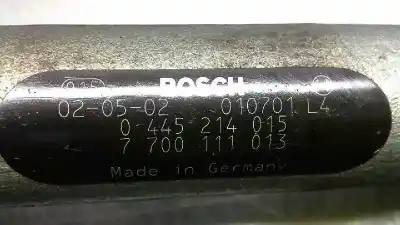 BOSCH
02-05-02 010701 L4
0 445 214 015
7 700 111 013
Made in Germany